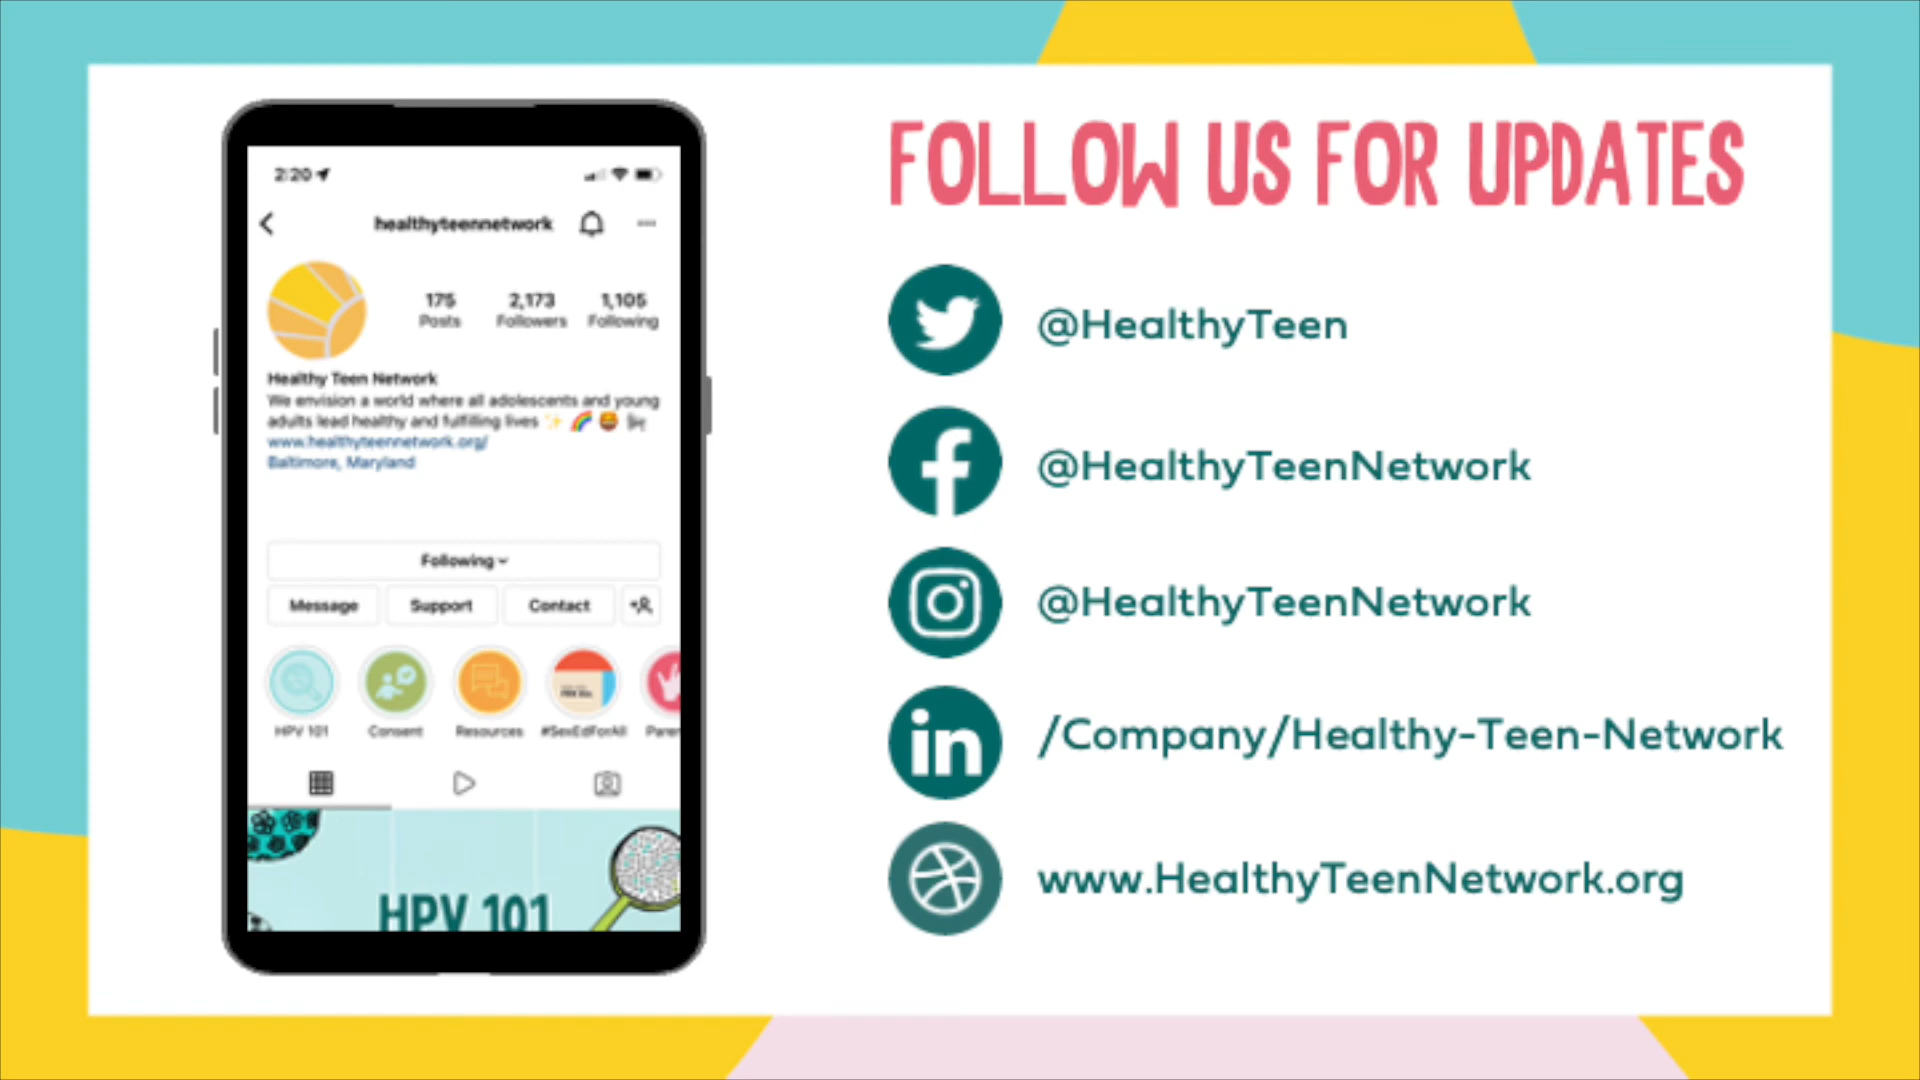 2:20
healthyteennetwork
175 2,173 1,105
Posts Followers Following
Healthy Teen Network
We envision a world where all adolescents and young
adults lead healthy and fulfilling lives ✨ 🌈
www.healthyteennetwork.org/
Baltimore, Maryland
Following
Message Support Contact
HPV 101 Consent Resources #SexEdForAll Paren
HPV 101
FOLLOW US FOR UPDATES
@HealthyTeen
@HealthyTeenNetwork
@HealthyTeenNetwork
/Company/Healthy-Teen-Network
www.HealthyTeenNetwork.org